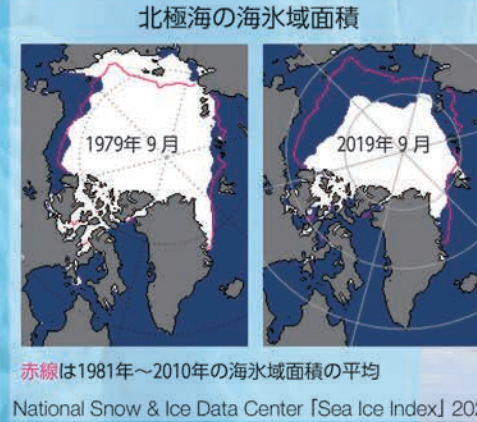 北極海の海氷域面積
1979年9月
2019年9月
赤線は1981年～2010年の海氷域面積の平均
National Snow & Ice Data Center「Sea Ice Index」